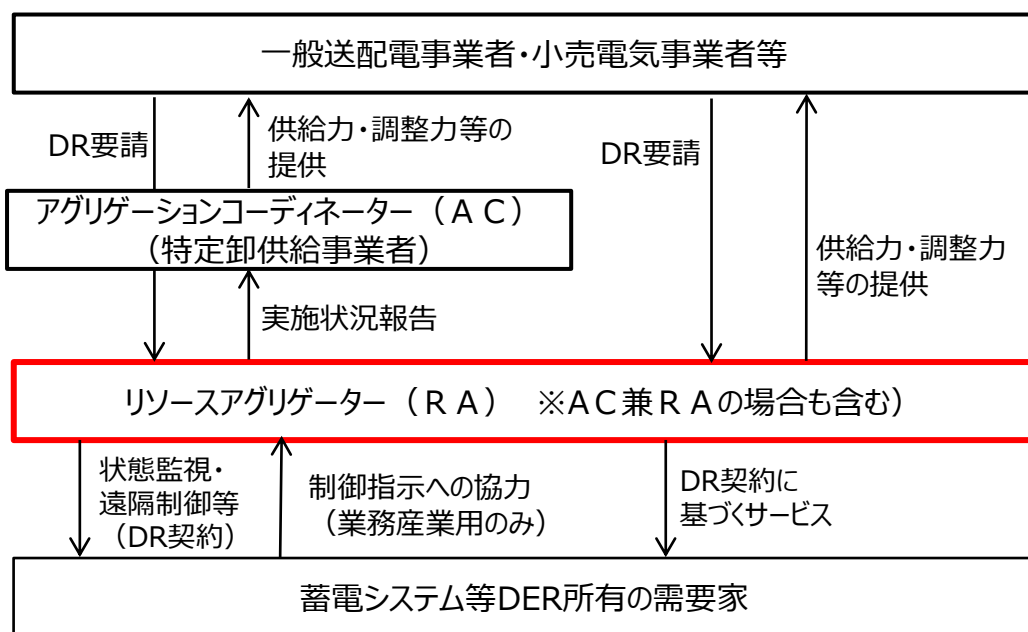 一般送配電事業者・小売電気事業者等
DR要請
供給力・調整力等の
提供
DR要請
アグリゲーションコーディネーター（ＡＣ）
（特定卸供給事業者）
供給力・調整力
等の提供
実施状況報告
リソースアグリゲーター（ＲＡ）　※ＡＣ兼ＲＡの場合も含む）
状態監視・
遠隔制御等
（DR契約）
制御指示への協力
（業務産業用のみ）
DR契約に
基づくサービス
蓄電システム等DER所有の需要家